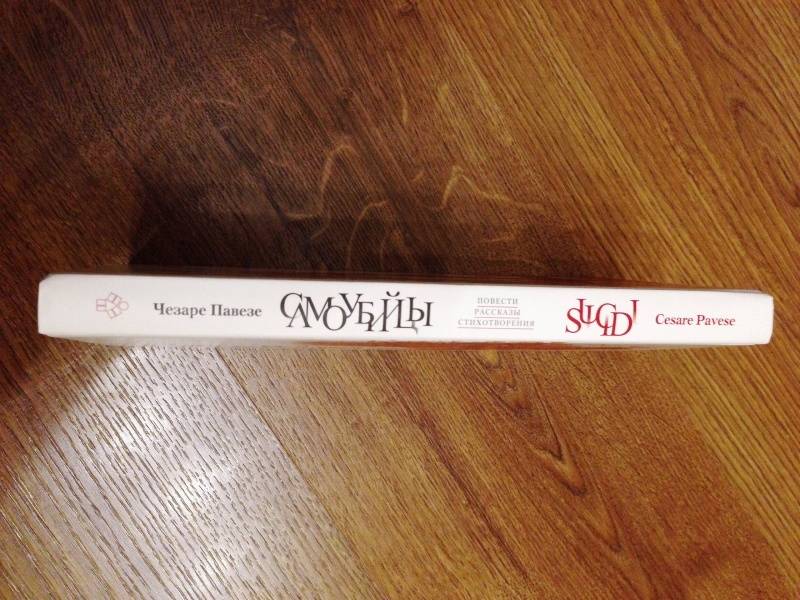 Чезаре Павезе
САМОУБИЙЦЫ
ПОВЕСТИ
РАССКАЗЫ
СТИХОТВОРЕНИЯ
SUICIDI
Cesare Pavese